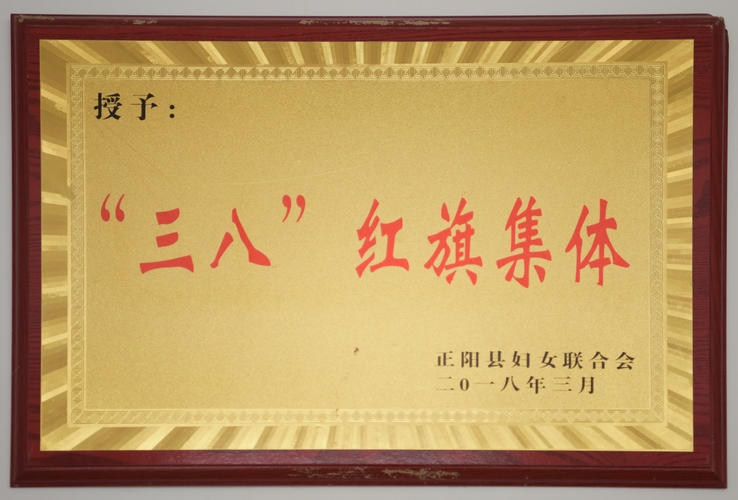 授予：
“三八”红旗集体
正阳县妇女联合会
二0一八年三月